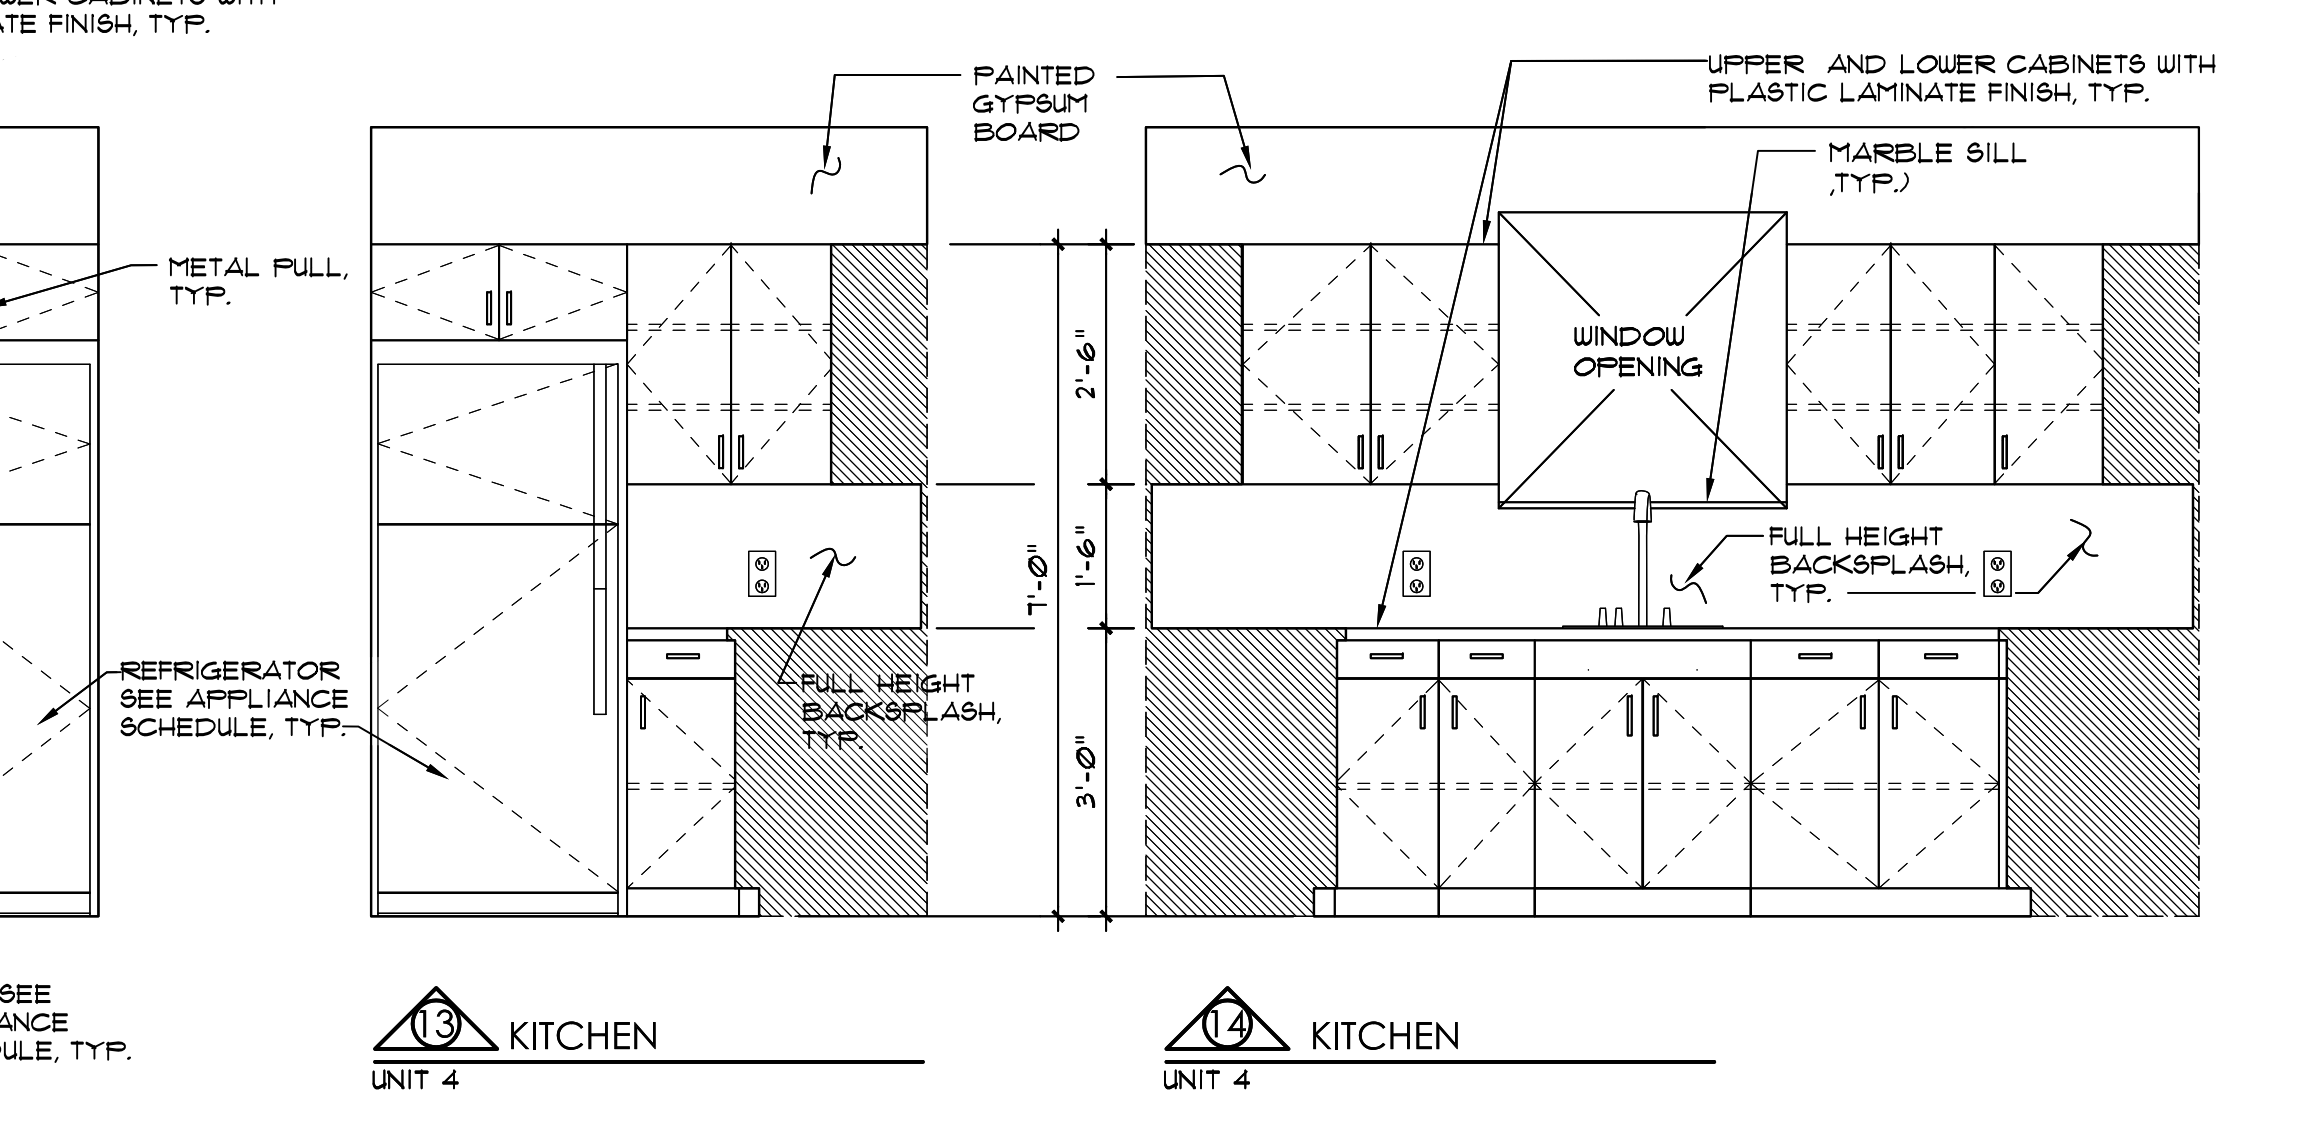 ATE FINISH, TYP.
PAINTED
GYPSUM
BOARD
UPPER AND LOWER CABINETS WITH
PLASTIC LAMINATE FINISH, TYP.
MARBLE SILL
,TYP.)
METAL PULL,
TYP.
WINDOW
OPENING
2'-6"
1'-6"
7'-0"
3'-0"
FULL HEIGHT
BACKSPLASH,
TYP.
REFRIGERATOR
SEE APPLIANCE
SCHEDULE, TYP.
FULL HEIGHT
BACKSPLASH,
TYP.
SEE
ANCE
ULE, TYP.
13 KITCHEN
UNIT 4
14 KITCHEN
UNIT 4